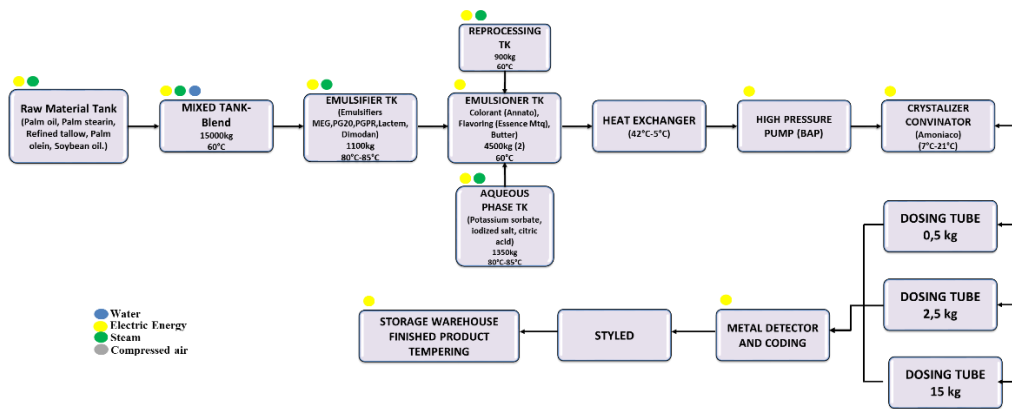 REPROCESSING
TK
900kg
60°C
Raw Material Tank
(Palm oil, Palm stearin,
Refined tallow, Palm
olein, Soybean oil.)
MIXED TANK-
Blend
15000kg
60°C
EMULSIFIER TK
(Emulsifiers
MEG,PG20,PGPR,Lactem,
Dimodan)
1100kg
80°C-85°C
EMULSIONER TK
Colorant (Annato),
Flavoring (Essence Mtq),
Butter)
4500kg (2)
60°C
HEAT EXCHANGER
(42°C-5°C)
HIGH PRESSURE
PUMP (BAP)
CRYSTALIZER
CONVINATOR
(Amoniaco)
(7°C-21°C)
AQUEOUS
PHASE TK
(Potassium sorbate,
iodized salt, citric
acid)
1350kg
80°C-85°C
DOSING TUBE
0,5 kg
DOSING TUBE
2,5 kg
DOSING TUBE
15 kg
METAL DETECTOR
AND CODING
STYLED
STORAGE WAREHOUSE
FINISHED PRODUCT
TEMPERING
Water
Electric Energy
Steam
Compressed air